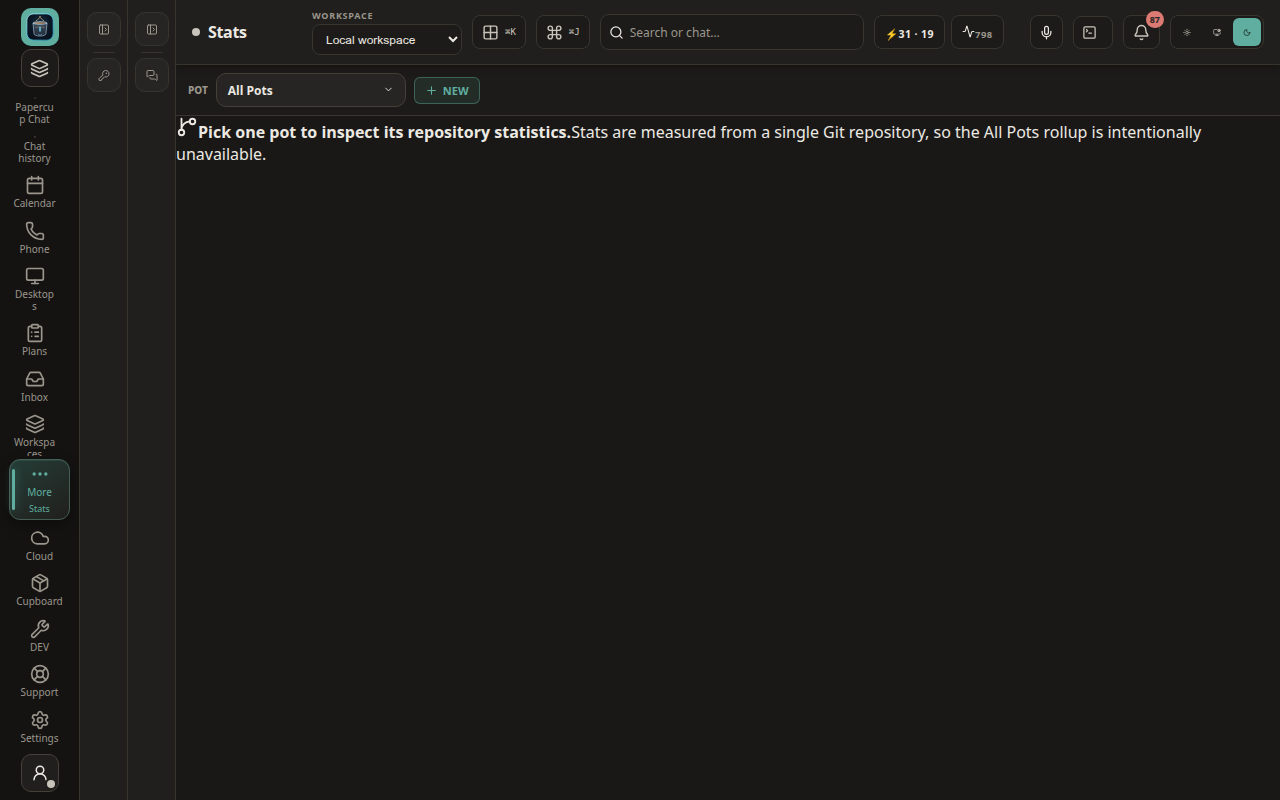 WORKSPACE
Stats
Local workspace
⌘K
⌘J
Search or chat...
⚡31 · 19
798
87
POT
All Pots
+ NEW
Pick one pot to inspect its repository statistics.Stats are measured from a single Git repository, so the All Pots rollup is intentionally
unavailable.
Papercu
p Chat
Chat
history
Calendar
Phone
Desktop
s
Plans
Inbox
Workspa
ces
More
Stats
Cloud
Cupboard
DEV
Support
Settings